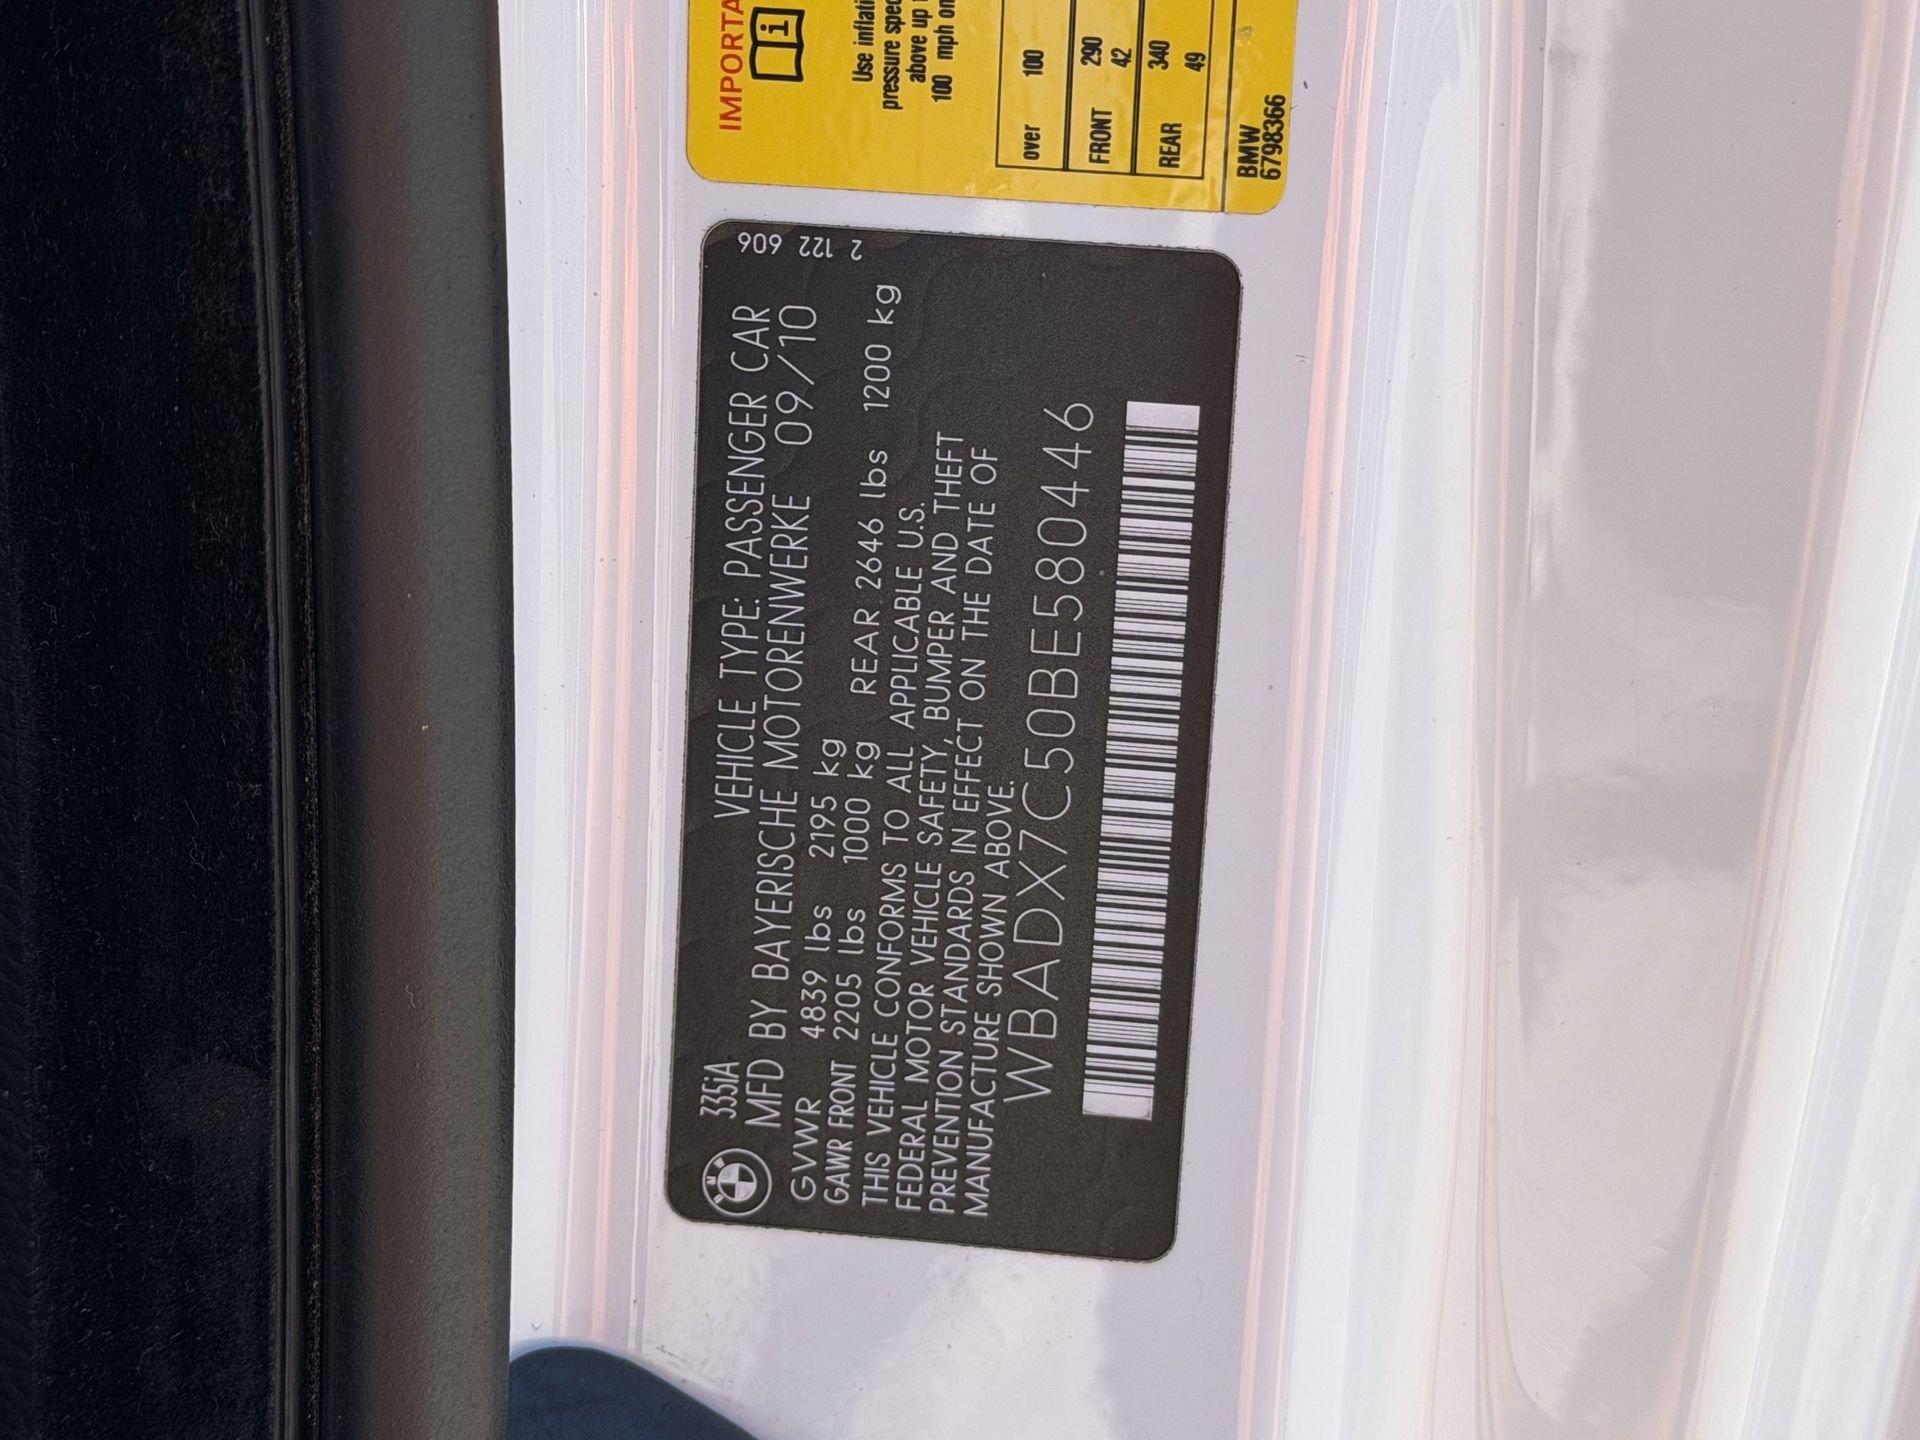 335iA
VEHICLE TYPE: PASSENGER CAR
MFD BY BAYERISCHE MOTORENWERKE 09/10
GVWR 4839 lbs 2195 kg
GAWR FRONT 2205 lbs 1000 kg REAR 2646 lbs 1200 kg
THIS VEHICLE CONFORMS TO ALL APPLICABLE U.S.
FEDERAL MOTOR VEHICLE SAFETY, BUMPER AND THEFT
PREVENTION STANDARDS IN EFFECT ON THE DATE OF
MANUFACTURE SHOWN ABOVE.
WBADX7C50BE580446
2 122 606
BMW
IMPORTA
i
Use inflati
pressure spec
above up t
100 mph on
over 100
FRONT 290
42
REAR 340
49
BMW
6798366